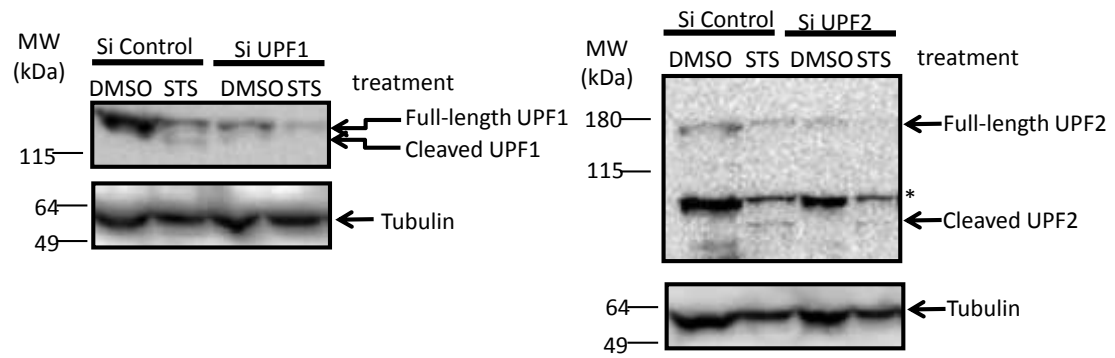 Si Control Si UPF1
MW
(kDa)
DMSO STS DMSO STS treatment
Full-length UPF1
Cleaved UPF1
115
64
49
Tubulin
Si Control Si UPF2
MW
(kDa)
DMSO STS DMSO STS treatment
180
Full-length UPF2
115
*
Cleaved UPF2
64
Tubulin
49